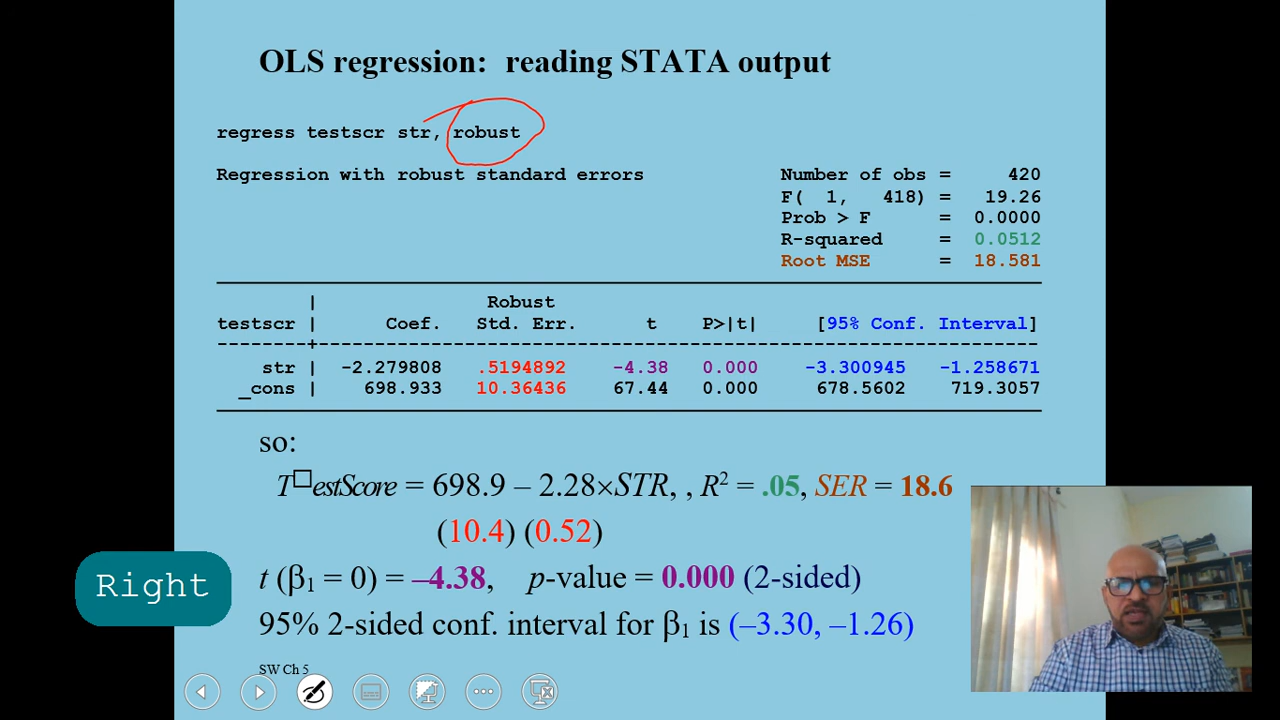 OLS regression: reading STATA output
regress testscr str, robust
Regression with robust standard errors
Number of obs = 420
F( 1, 418) = 19.26
Prob > F = 0.0000
R-squared = 0.0512
Root MSE = 18.581
| Robust
testscr | Coef. Std. Err. t P>|t| [95% Conf. Interval]
--------+----------------------------------------------------------------
str | -2.279808 .5194892 -4.38 0.000 -3.300945 -1.258671
_cons | 698.933 10.36436 67.44 0.000 678.5602 719.3057
so:
T□estScore = 698.9 – 2.28×STR, , R² = .05, SER = 18.6
(10.4) (0.52)
t (β₁ = 0) = –4.38, p-value = 0.000 (2-sided)
95% 2-sided conf. interval for β₁ is (–3.30, –1.26)
Right
SW Ch 5